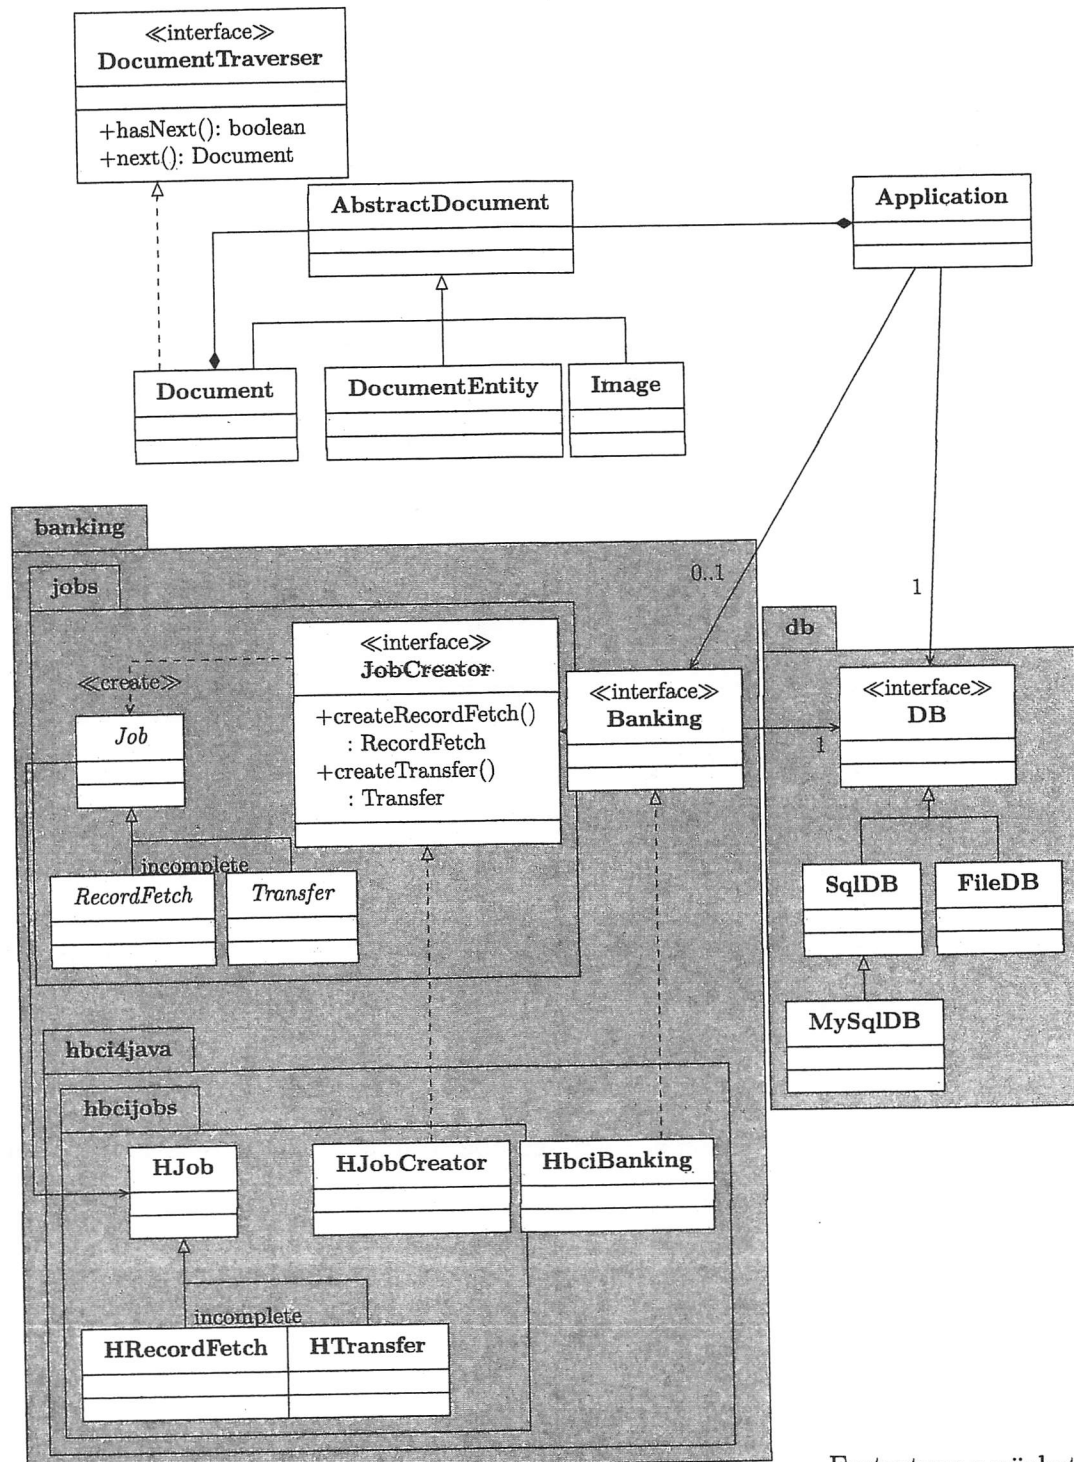 ≪interface≫
DocumentTraverser
+hasNext(): boolean
+next(): Document
AbstractDocument
Application
Document
DocumentEntity
Image
banking
jobs
0..1
1
db
≪interface≫
JobCreator
+createRecordFetch()
: RecordFetch
+createTransfer()
: Transfer
≪create≫
Job
≪interface≫
Banking
1
≪interface≫
DB
incomplete
RecordFetch
Transfer
SqlDB
FileDB
MySqlDB
hbci4java
hbcijobs
HJob
HJobCreator
HbciBanking
incomplete
HRecordFetch
HTransfer